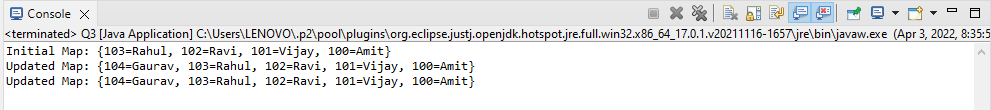 Console
<terminated> Q3 [Java Application] C:\Users\LENOVO\.p2\pool\plugins\org.eclipse.justj.openjdk.hotspot.jre.full.win32.x86_64_17.0.1.v20211116-1657\jre\bin\javaw.exe (Apr 3, 2022, 8:35:5
Initial Map: {103=Rahul, 102=Ravi, 101=Vijay, 100=Amit}
Updated Map: {104=Gaurav, 103=Rahul, 102=Ravi, 101=Vijay, 100=Amit}
Updated Map: {104=Gaurav, 103=Rahul, 102=Ravi, 101=Vijay, 100=Amit}